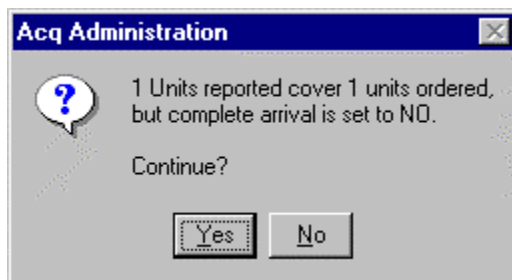 Acq Administration
1 Units reported cover 1 units ordered,
but complete arrival is set to NO.
Continue?
Yes No